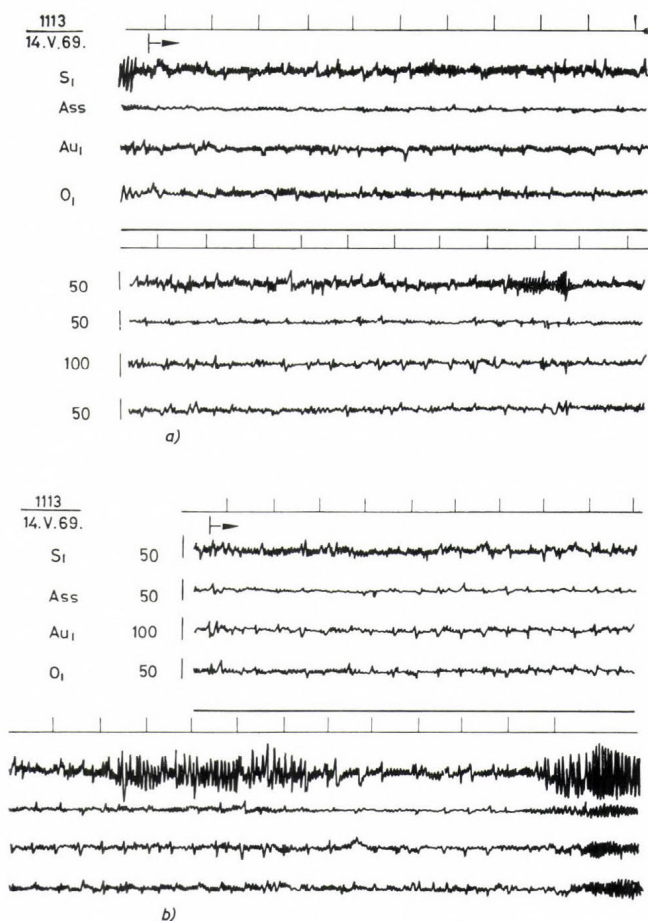 1113
14.V.69.
S₁
Ass
Au₁
O₁
50
50
100
50
a)
1113
14.V.69.
S₁ 50
Ass 50
Au₁ 100
O₁ 50
b)